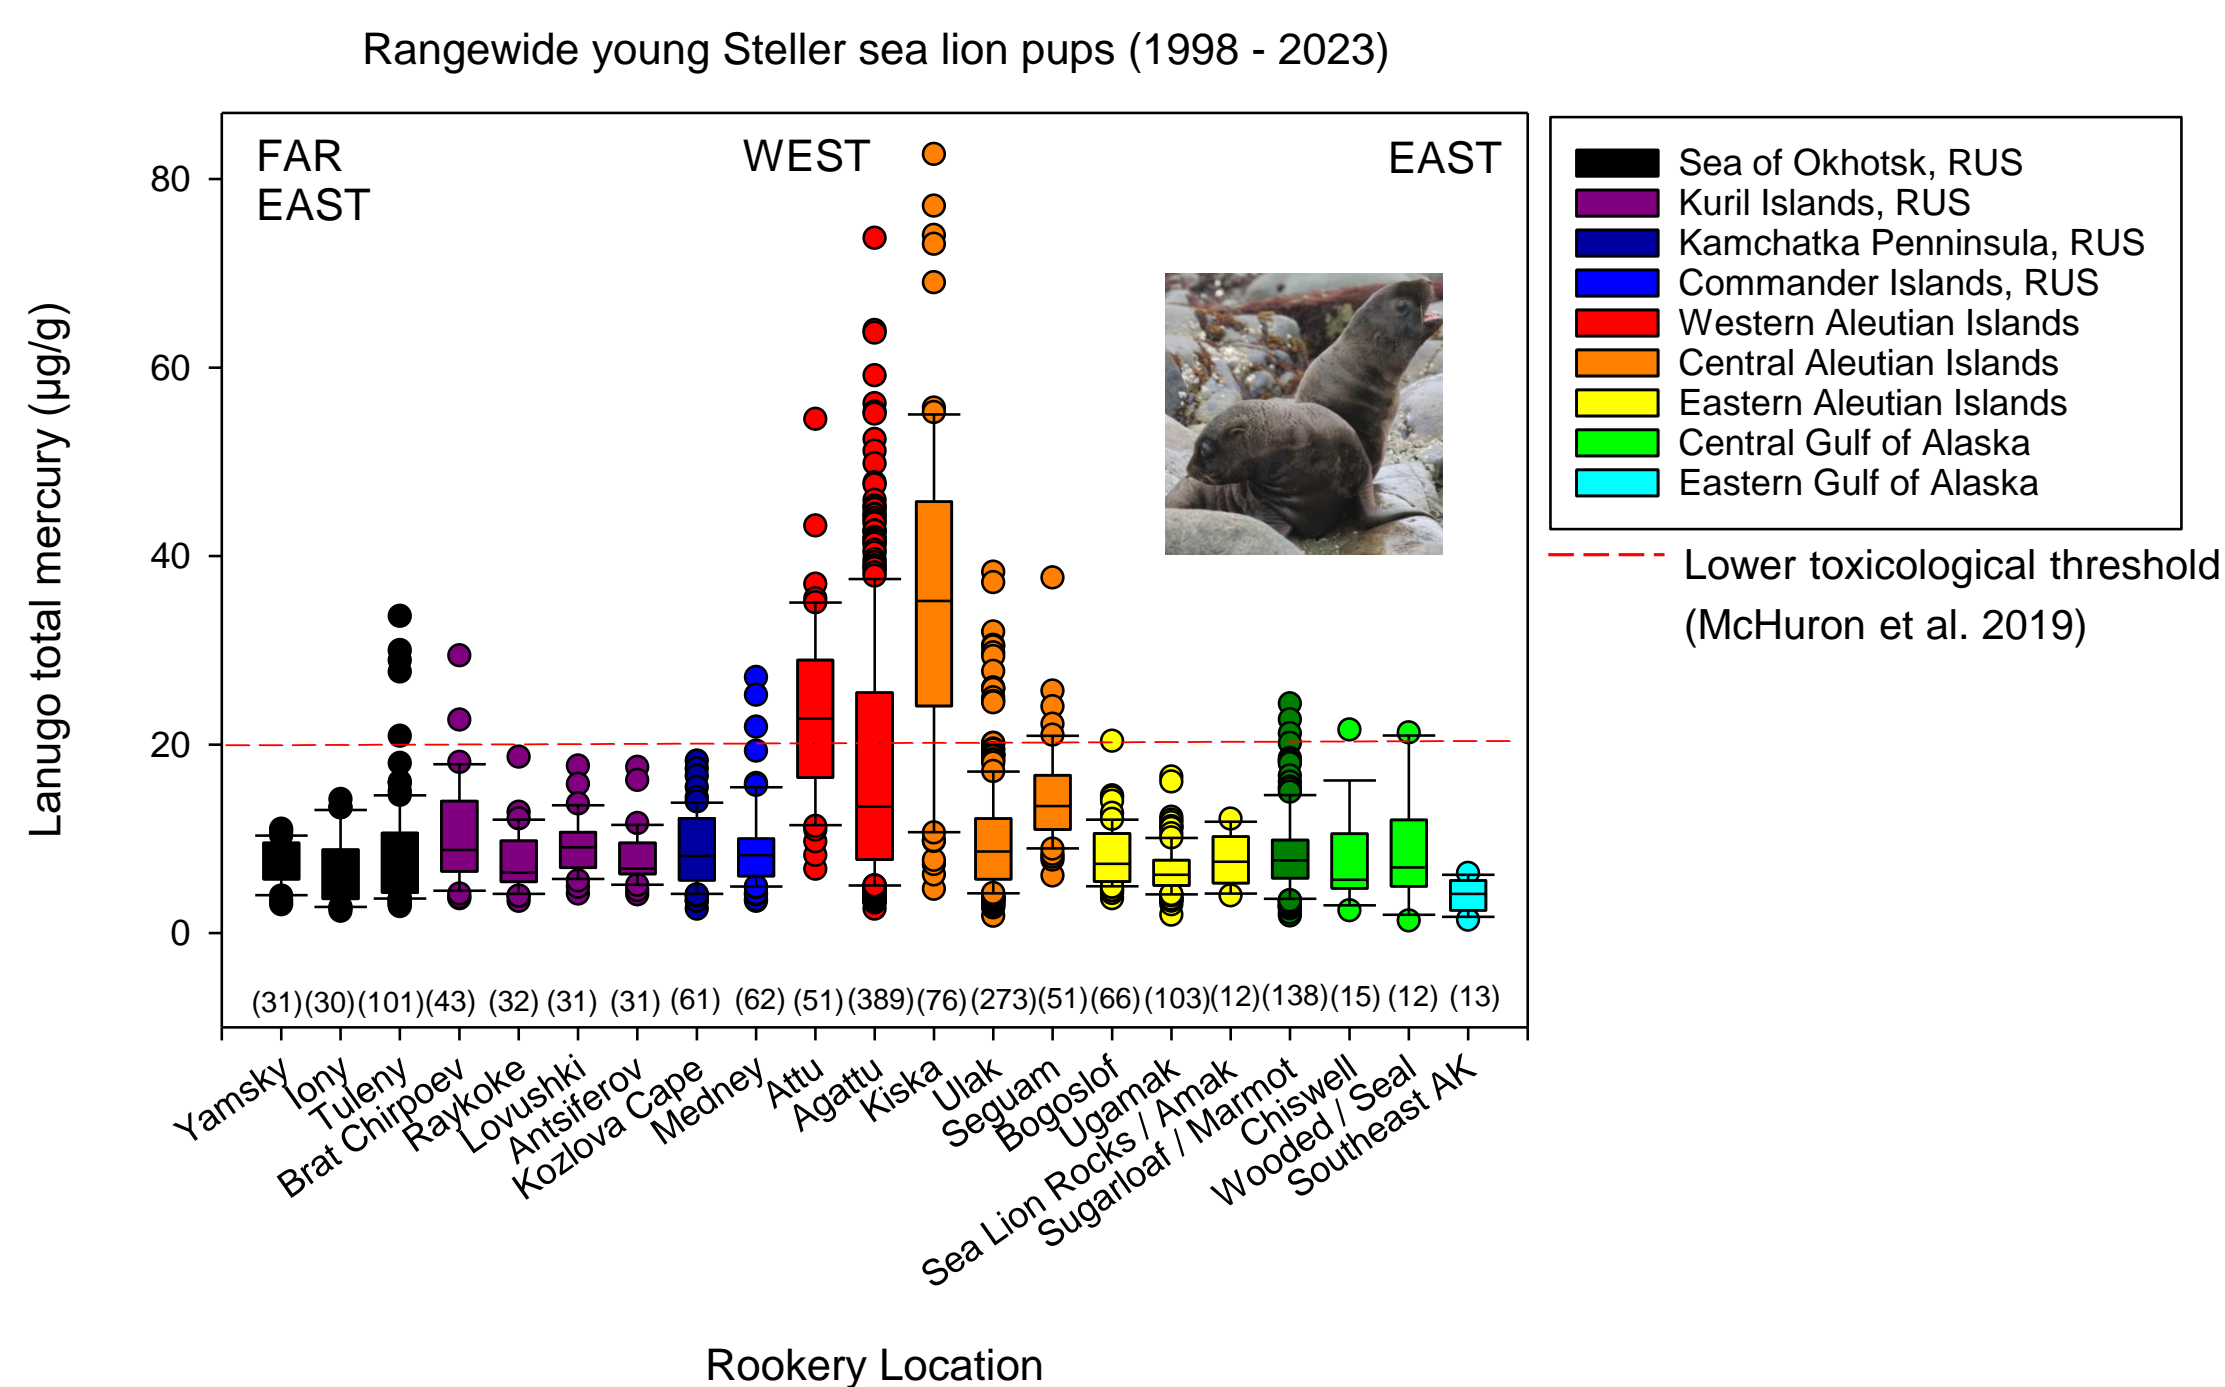 Rangewide young Steller sea lion pups (1998 - 2023)
FAR
EAST
WEST
EAST
Lanugo total mercury (µg/g)
80
60
40
20
0
(31) (30) (101) (43) (32) (31) (31) (61) (62) (51) (389) (76) (273) (51) (66) (103) (12) (138) (15) (12) (13)
Yamsky
Iony
Tuleny
Brat Chirpoev
Raykoke
Lovushki
Antsiferov
Kozlova Cape
Medney
Attu
Agattu
Kiska
Ulak
Seguam
Bogoslof
Ugamak
Sea Lion Rocks / Amak
Sugarloaf / Marmot
Chiswell
Wooded / Seal
Southeast AK
Rookery Location
Sea of Okhotsk, RUS
Kuril Islands, RUS
Kamchatka Penninsula, RUS
Commander Islands, RUS
Western Aleutian Islands
Central Aleutian Islands
Eastern Aleutian Islands
Central Gulf of Alaska
Eastern Gulf of Alaska
Lower toxicological threshold
(McHuron et al. 2019)